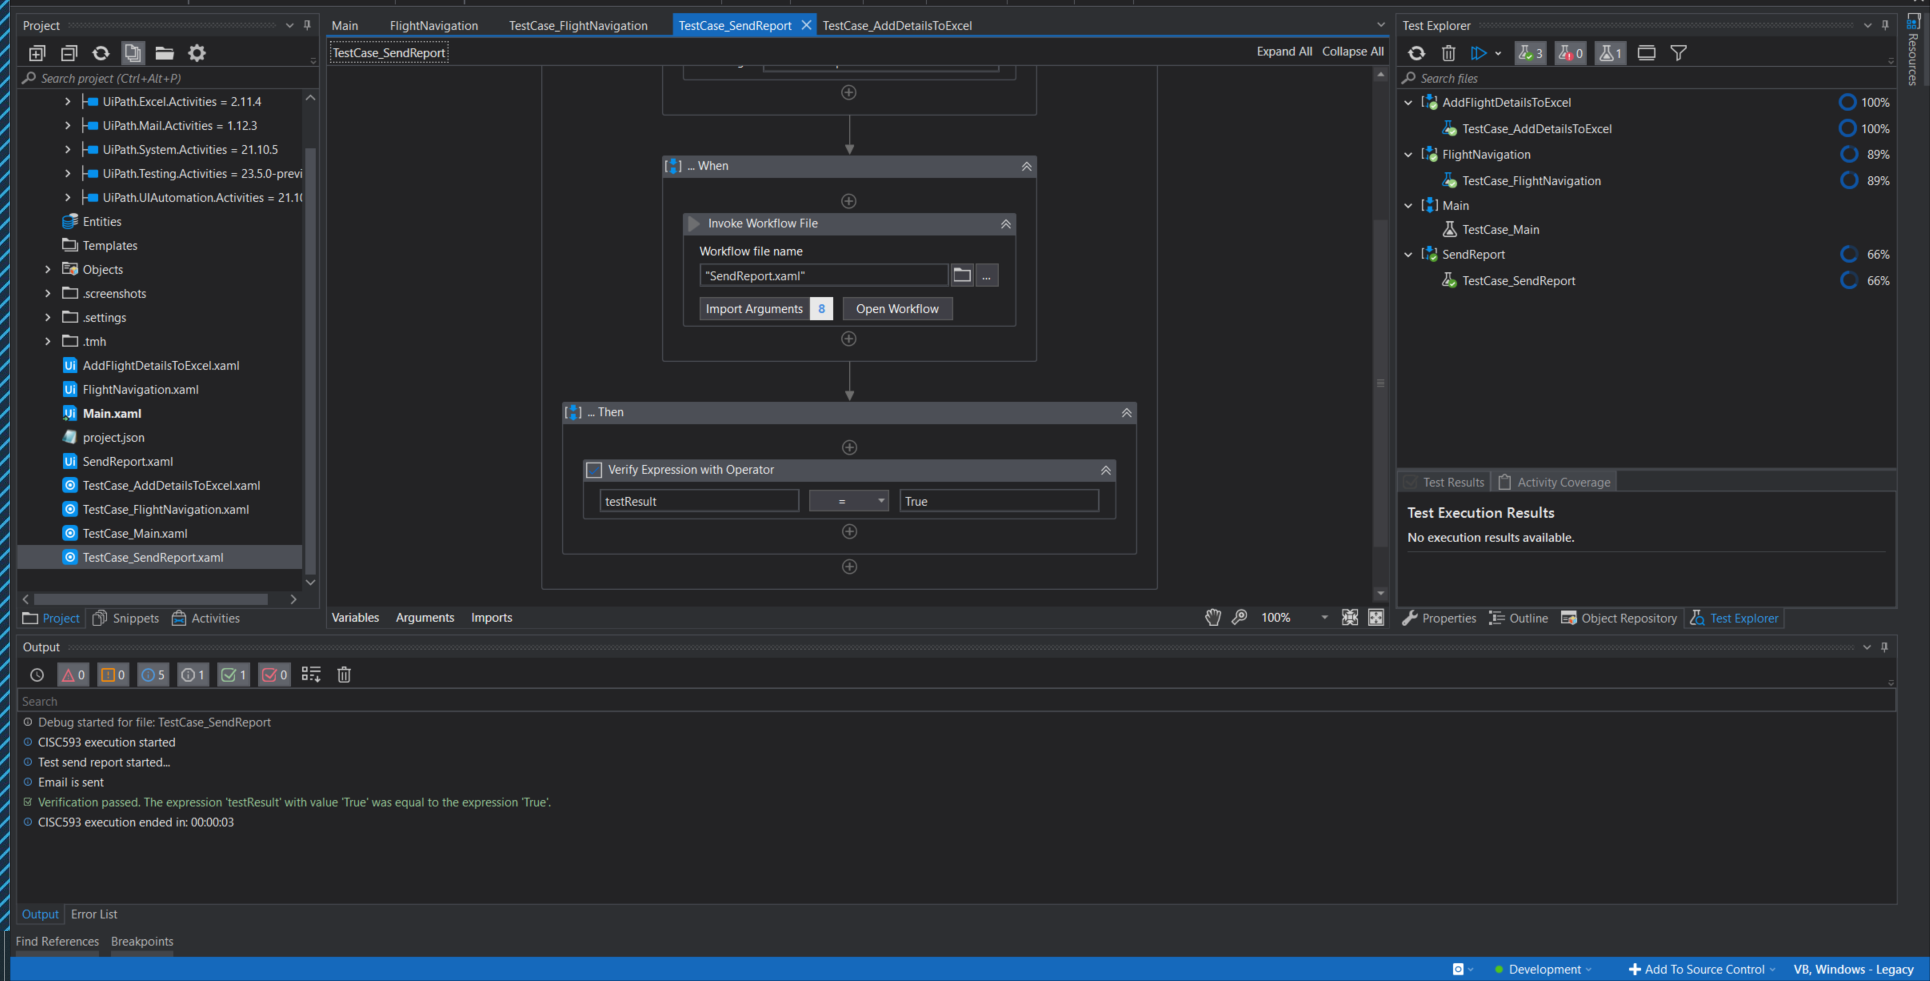 Project
Search project (Ctrl+Alt+P)
UiPath.Excel.Activities = 2.11.4
UiPath.Mail.Activities = 1.12.3
UiPath.System.Activities = 21.10.5
UiPath.Testing.Activities = 23.5.0-previ
UiPath.UIAutomation.Activities = 21.10
Entities
Templates
Objects
.screenshots
.settings
.tmh
AddFlightDetailsToExcel.xaml
FlightNavigation.xaml
Main.xaml
project.json
SendReport.xaml
TestCase_AddDetailsToExcel.xaml
TestCase_FlightNavigation.xaml
TestCase_Main.xaml
TestCase_SendReport.xaml
Project Snippets Activities
Main FlightNavigation TestCase_FlightNavigation TestCase_SendReport TestCase_AddDetailsToExcel
TestCase_SendReport Expand All Collapse All
... When
Invoke Workflow File
Workflow file name
"SendReport.xaml" ...
Import Arguments 8 Open Workflow
... Then
Verify Expression with Operator
testResult = True
Variables Arguments Imports 100%
Test Explorer
3 0 1
Search files
AddFlightDetailsToExcel 100%
TestCase_AddDetailsToExcel 100%
FlightNavigation 89%
TestCase_FlightNavigation 89%
Main
TestCase_Main
SendReport 66%
TestCase_SendReport 66%
Test Results Activity Coverage
Test Execution Results
No execution results available.
Properties Outline Object Repository Test Explorer
Resources
Output
0 0 5 1 1 0
Search
Debug started for file: TestCase_SendReport
CISC593 execution started
Test send report started...
Email is sent
Verification passed. The expression 'testResult' with value 'True' was equal to the expression 'True'.
CISC593 execution ended in: 00:00:03
Output Error List
Find References Breakpoints
Development Add To Source Control VB, Windows - Legacy